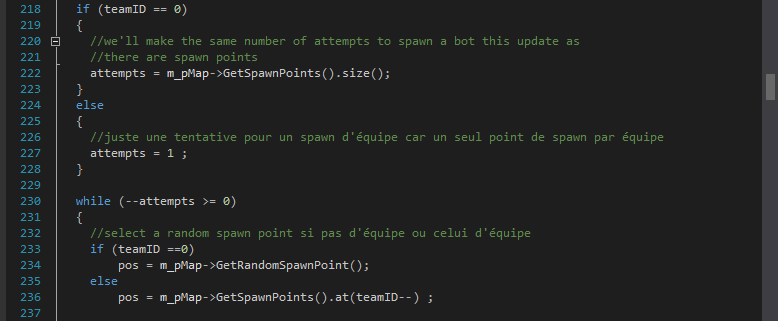 218 if (teamID == 0)
219 {
220 //we'll make the same number of attempts to spawn a bot this update as
221 //there are spawn points
222 attempts = m_pMap->GetSpawnPoints().size();
223 }
224 else
225 {
226 //juste une tentative pour un spawn d'équipe car un seul point de spawn par équipe
227 attempts = 1 ;
228 }
229
230 while (--attempts >= 0)
231 {
232 //select a random spawn point si pas d'équipe ou celui d'équipe
233 if (teamID ==0)
234 pos = m_pMap->GetRandomSpawnPoint();
235 else
236 pos = m_pMap->GetSpawnPoints().at(teamID--) ;
237